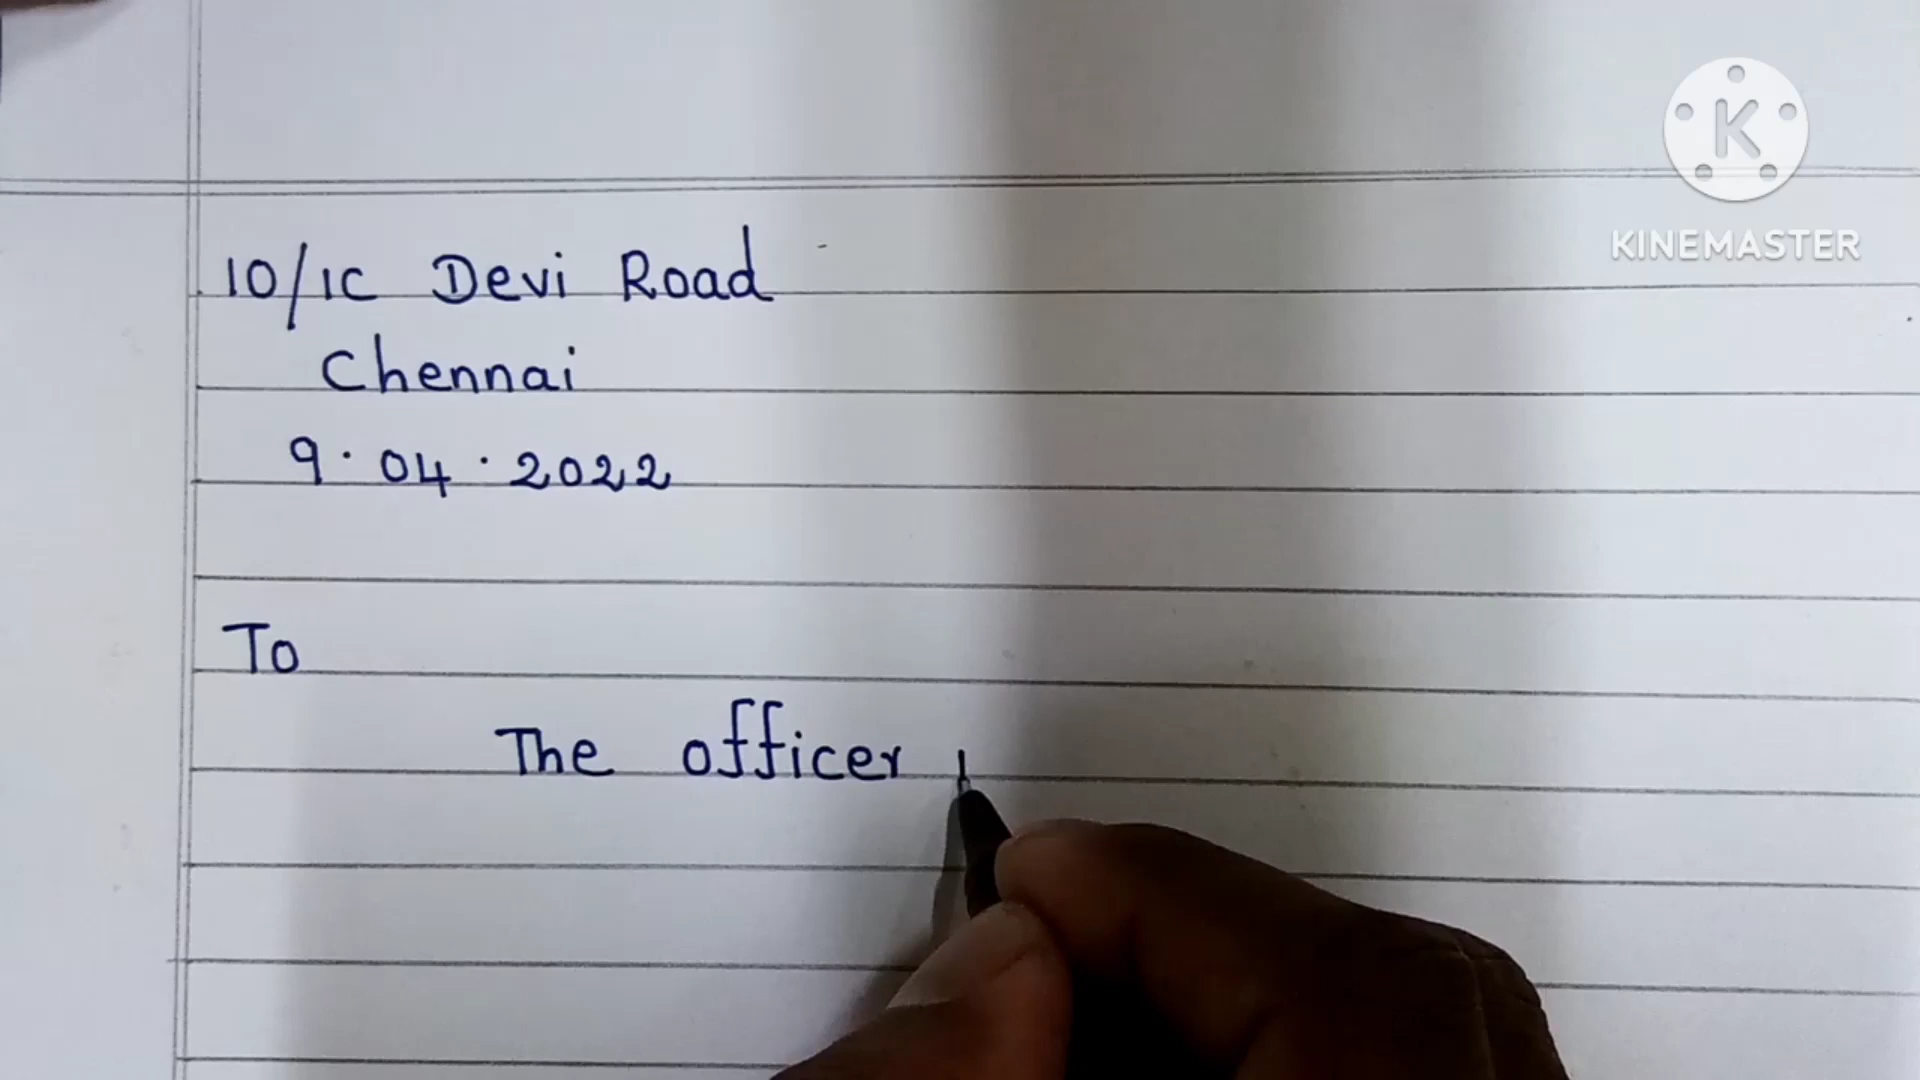 KINEMASTER
10/1C Devi Road
Chennai
9.04.2022
To
The officer